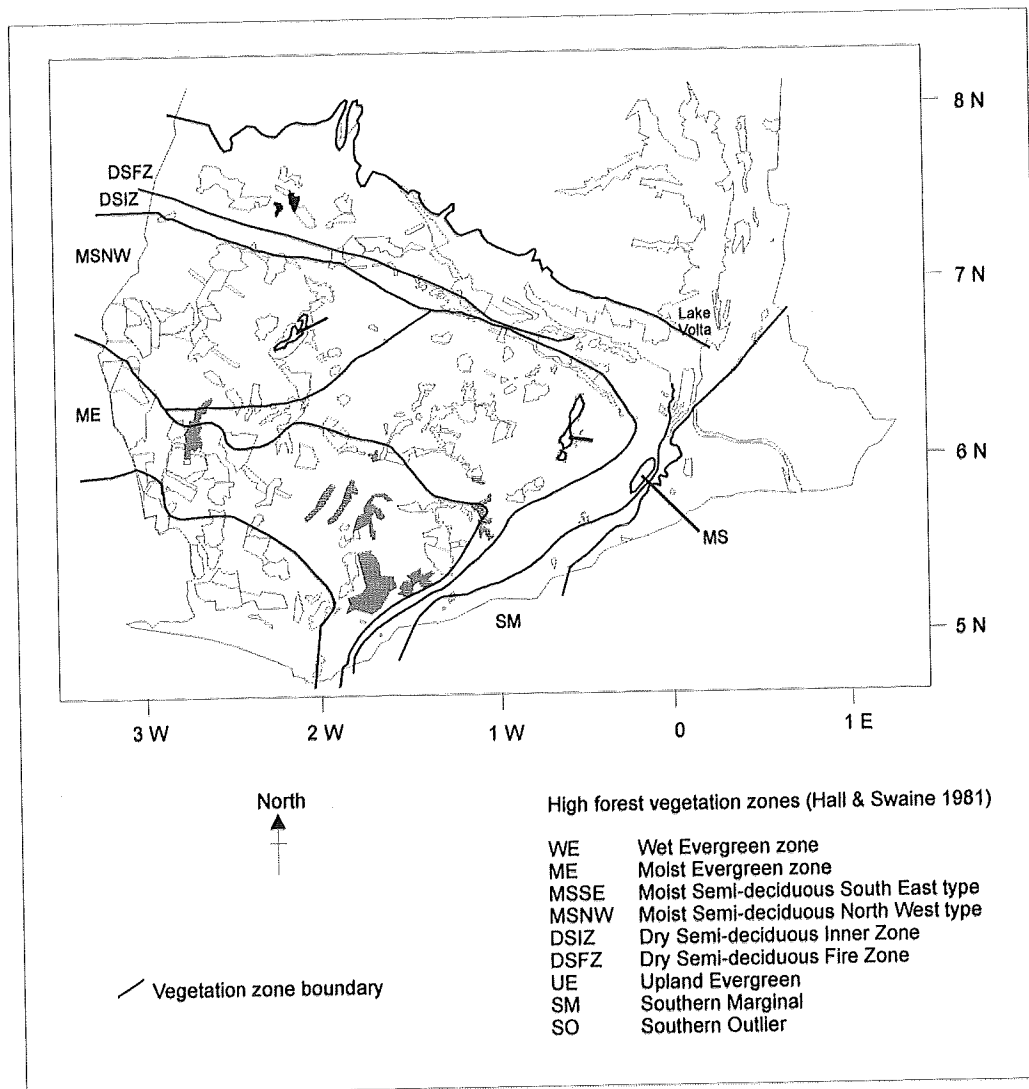 8 N
DSFZ
DSIZ
MSNW
7 N
Lake
Volta
ME
6 N
MS
SM
5 N
3 W 2 W 1 W 0 1 E
North
High forest vegetation zones (Hall & Swaine 1981)
WE Wet Evergreen zone
ME Moist Evergreen zone
MSSE Moist Semi-deciduous South East type
MSNW Moist Semi-deciduous North West type
DSIZ Dry Semi-deciduous Inner Zone
DSFZ Dry Semi-deciduous Fire Zone
UE Upland Evergreen
SM Southern Marginal
SO Southern Outlier
Vegetation zone boundary